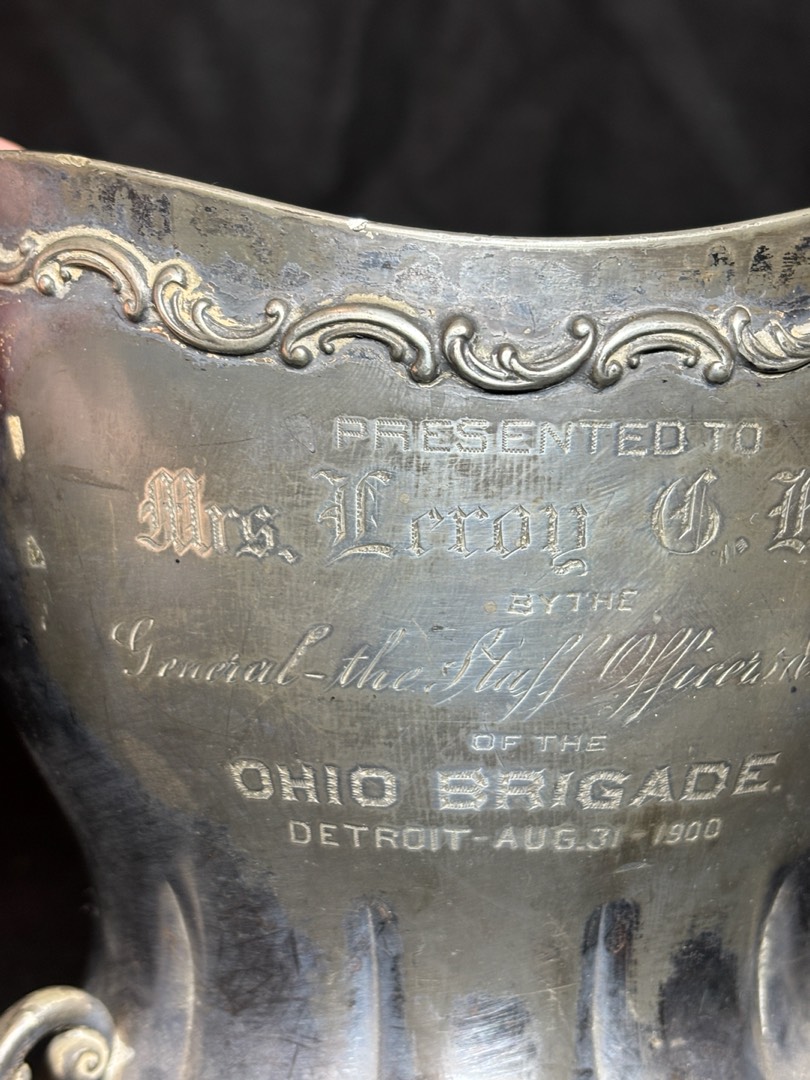 PRESENTED TO
Mrs. Leroy G.
BY THE
General - the Staff Officers &
OF THE
OHIO BRIGADE.
DETROIT - AUG. 31 - 1900